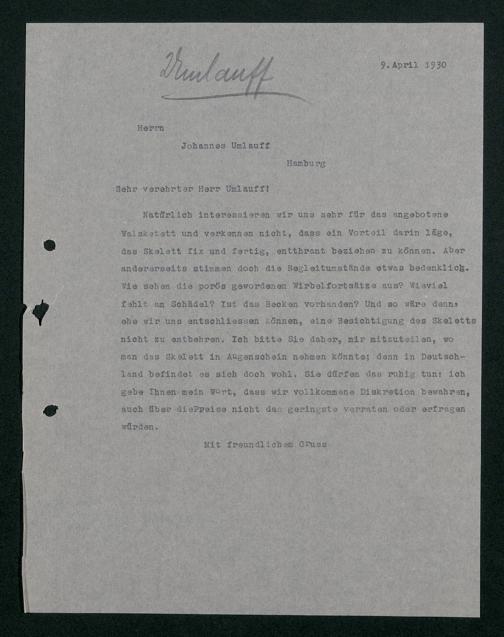 Umlauff
9.April 1930
Herrn
Johannes Umlauff
Hamburg
Sehr verehrter Herr Umlauff!
Natürlich interessieren wir uns sehr für das angebotene
Walskelett und verkennen nicht, dass ein Vorteil darin läge,
das Skelett fix und fertig, entthrant beziehen zu können. Aber
andererseits stimmen doch die Begleitumstände etwas bedenklich.
Wie sehen die porös gewordenen Wirbelfortsätze aus? Wieviel
fehlt am Schädel? Ist das Becken vorhanden? Und so wäre denn:
ehe wir uns entschliessen können, eine Besichtigung des Skeletts
nicht zu entbehren. Ich bitte Sie daher, mir mitzuteilen, wo
man das Skelett in Augenschein nehmen könnte; denn in Deutsch-
land befindet es sich doch wohl. Sie dürfen das ruhig tun: ich
gebe Ihnen mein Wort, dass wir vollkommene Diskretion bewahren,
auch über diePreise nicht das geringste verraten oder erfragen
würden.
Mit freundlichem Gruss